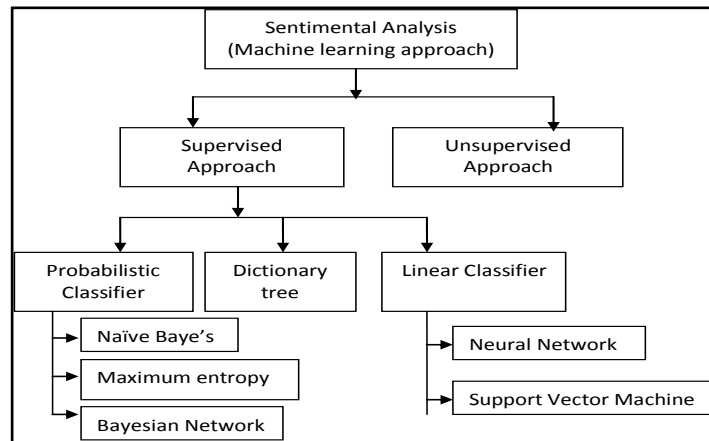 Sentimental Analysis
(Machine learning approach)
Supervised
Approach
Unsupervised
Approach
Probabilistic
Classifier
Dictionary
tree
Linear Classifier
Naïve Baye's
Maximum entropy
Bayesian Network
Neural Network
Support Vector Machine